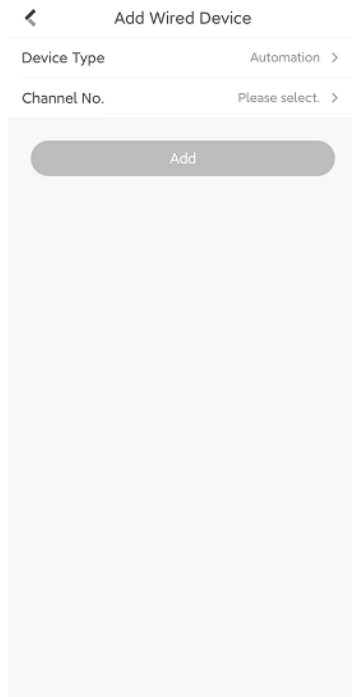 Add Wired Device
Device Type Automation
Channel No. Please select.
Add